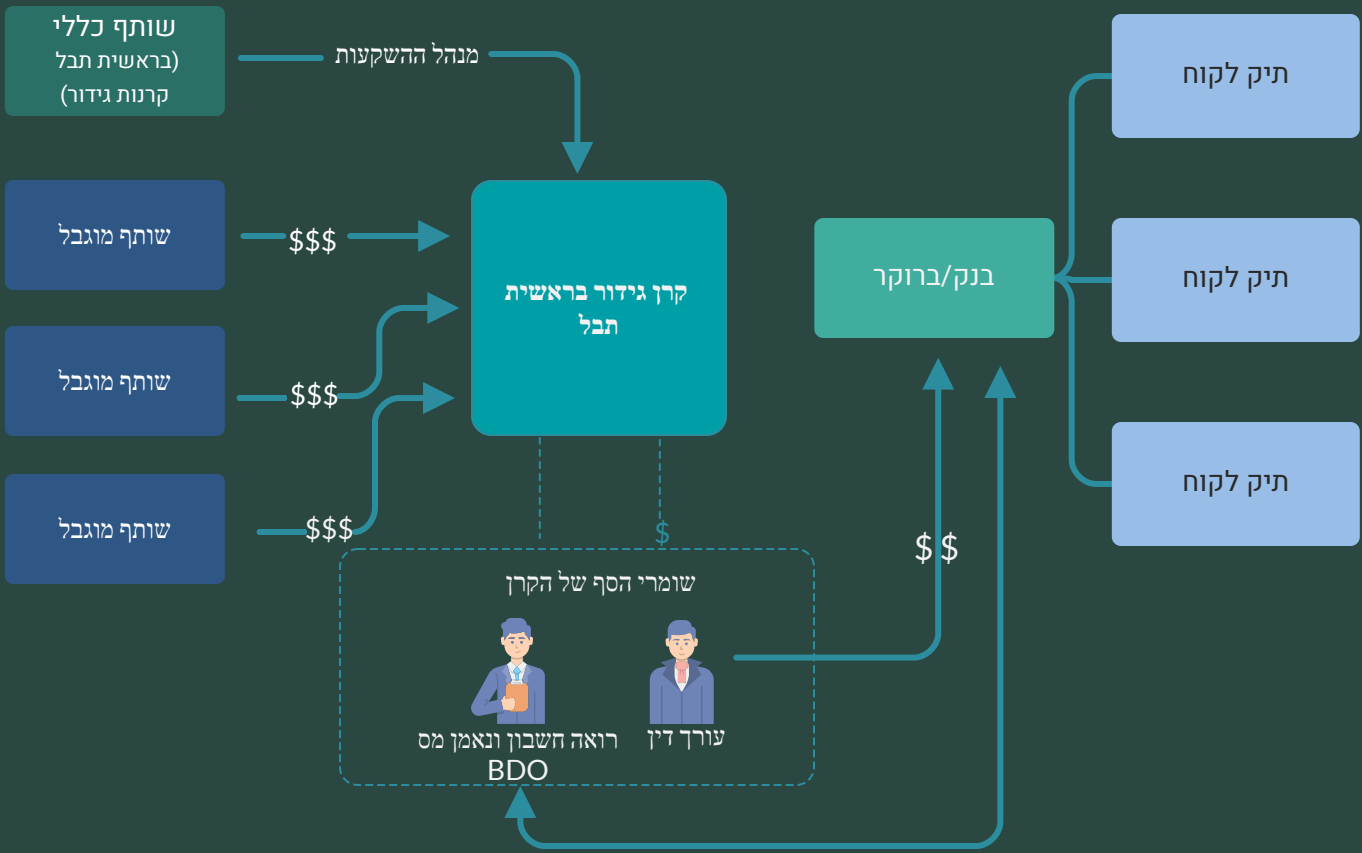 שותף כללי
(בראשית תבל
קרנות גידור)
מנהל ההשקעות
תיק לקוח
שותף מוגבל
$$$
קרן גידור בראשית
תבל
בנק/ברוקר
תיק לקוח
שותף מוגבל
$$$
תיק לקוח
שותף מוגבל
$$$
$
$$
שומרי הסף של הקרן
רואה חשבון ונאמן מס
BDO
עורך דין